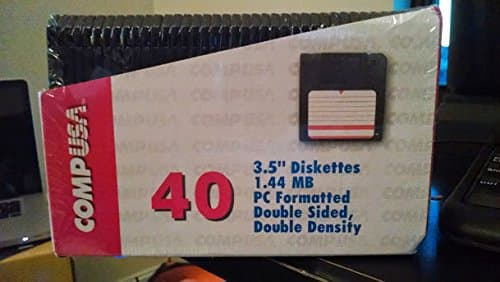 COMPUSA
40
3.5" Diskettes
1.44 MB
PC Formatted
Double Sided,
Double Density